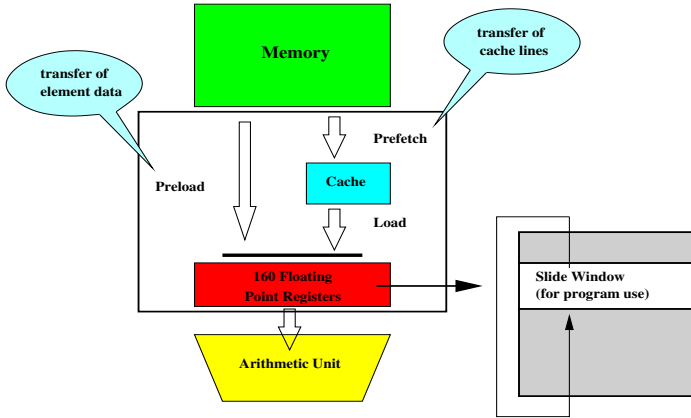 transfer of
element data
Memory
transfer of
cache lines
Prefetch
Preload
Cache
Load
160 Floating
Point Registers
Slide Window
(for program use)
Arithmetic Unit